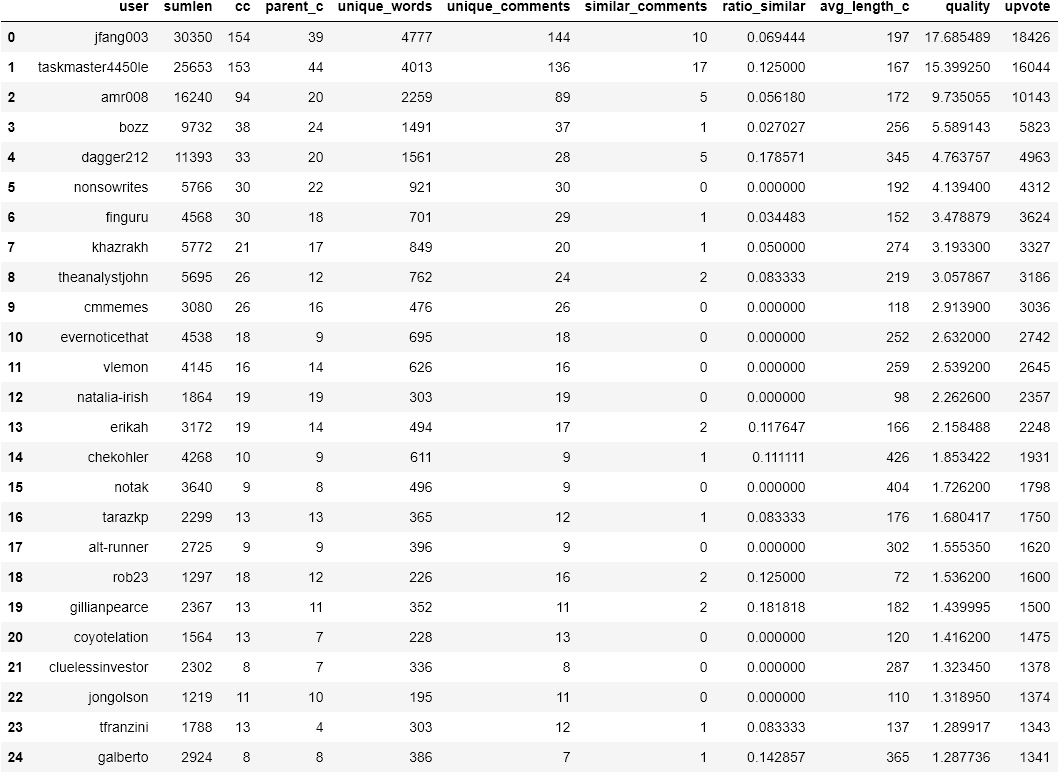 user sumlen cc parent_c unique_words unique_comments similar_comments ratio_similar avg_length_c quality upvote
0 jfang003 30350 154 39 4777 144 10 0.069444 197 17.685489 18426
1 taskmaster4450le 25653 153 44 4013 136 17 0.125000 167 15.399250 16044
2 amr008 16240 94 20 2259 89 5 0.056180 172 9.735055 10143
3 bozz 9732 38 24 1491 37 1 0.027027 256 5.589143 5823
4 dagger212 11393 33 20 1561 28 5 0.178571 345 4.763757 4963
5 nonsowrites 5766 30 22 921 30 0 0.000000 192 4.139400 4312
6 finguru 4568 30 18 701 29 1 0.034483 152 3.478879 3624
7 khazrakh 5772 21 17 849 20 1 0.050000 274 3.193300 3327
8 theanalystjohn 5695 26 12 762 24 2 0.083333 219 3.057867 3186
9 cmmemes 3080 26 16 476 26 0 0.000000 118 2.913900 3036
10 evernoticethat 4538 18 9 695 18 0 0.000000 252 2.632000 2742
11 vlemon 4145 16 14 626 16 0 0.000000 259 2.539200 2645
12 natalia-irish 1864 19 19 303 19 0 0.000000 98 2.262600 2357
13 erikah 3172 19 14 494 17 2 0.117647 166 2.158488 2248
14 chekohler 4268 10 9 611 9 1 0.111111 426 1.853422 1931
15 notak 3640 9 8 496 9 0 0.000000 404 1.726200 1798
16 tarazkp 2299 13 13 365 12 1 0.083333 176 1.680417 1750
17 alt-runner 2725 9 9 396 9 0 0.000000 302 1.555350 1620
18 rob23 1297 18 12 226 16 2 0.125000 72 1.536200 1600
19 gillianpearce 2367 13 11 352 11 2 0.181818 182 1.439995 1500
20 coyotelation 1564 13 7 228 13 0 0.000000 120 1.416200 1475
21 cluelessinvestor 2302 8 7 336 8 0 0.000000 287 1.323450 1378
22 jongolson 1219 11 10 195 11 0 0.000000 110 1.318950 1374
23 tfranzini 1788 13 4 303 12 1 0.083333 137 1.289917 1343
24 galberto 2924 8 8 386 7 1 0.142857 365 1.287736 1341